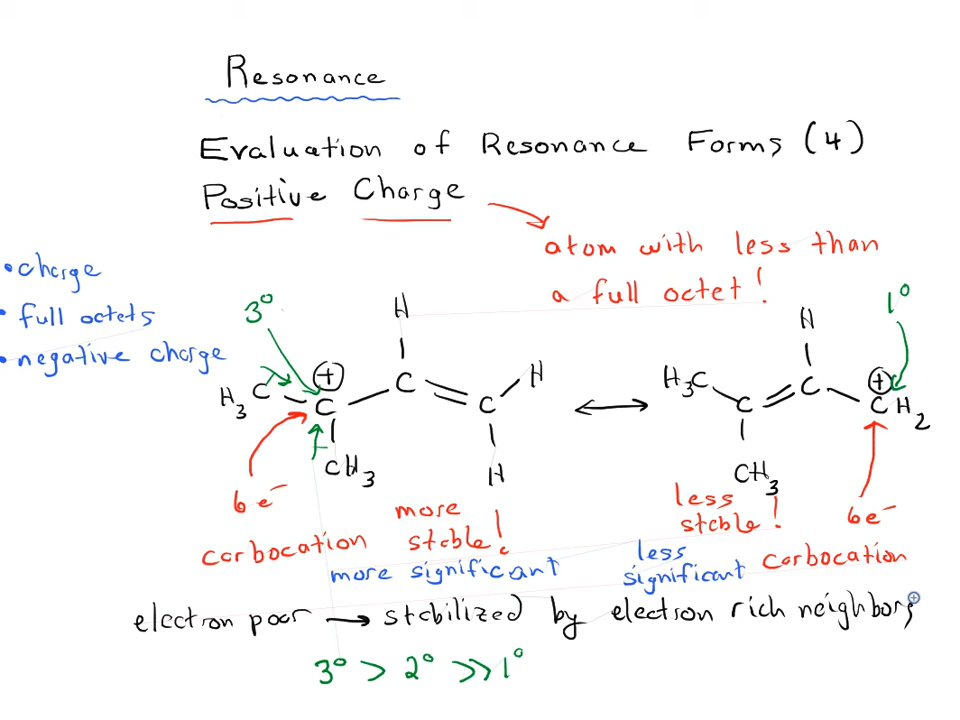 Resonance
Evaluation of Resonance Forms (4)
Positive Charge
atom with less than
a full octet!
• charge
• full octets
• negative charge
3°
1°
H
H
⊕
H₃C
C
C
C
H
H₃C
C
C
⊕
CH₂
CH₃
H
CH₃
6e⁻
6e⁻
carbocation
more
stable!
less
stable!
carbocation
more significant
less
significant
electron poor → stabilized by electron rich neighbors
3° > 2° >> 1°